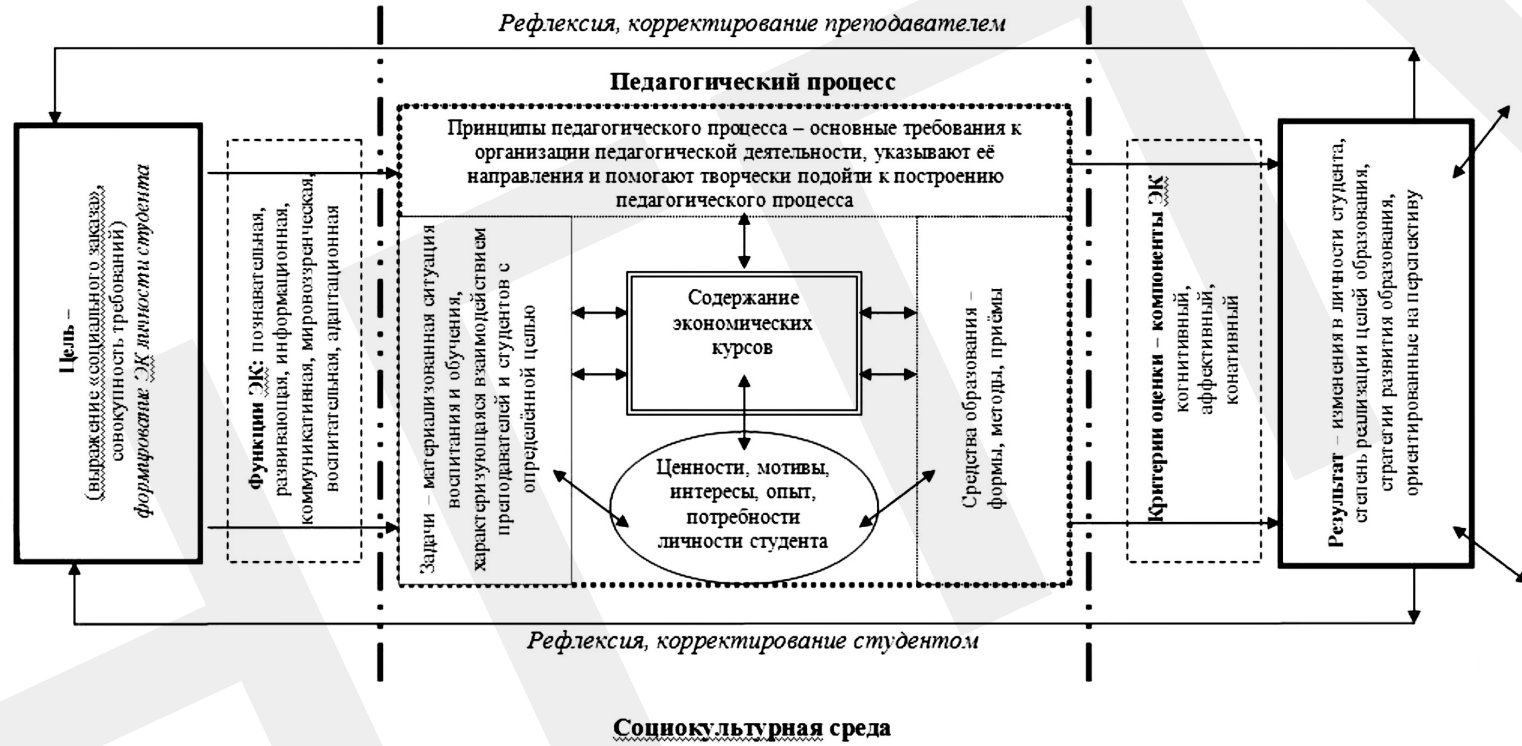 Рефлексия, корректирование преподавателем
Педагогический процесс
Цель –
(выражение «социального заказа»,
совокупность требований)
формирование ЭК личности студента
Функции ЭК: познавательная,
развивающая, информационная,
коммуникативная, мировоззренческая,
воспитательная, адаптационная
Принципы педагогического процесса – основные требования к
организации педагогической деятельности, указывают её
направления и помогают творчески подойти к построению
педагогического процесса
Задачи – материализованная ситуация
воспитания и обучения,
характеризующаяся взаимодействием
преподавателей и студентов с
определённой целью
Содержание
экономических
курсов
Ценности, мотивы,
интересы, опыт,
потребности
личности студента
Средства образования –
формы, методы, приёмы
Критерии оценки – компоненты ЭК
когнитивный,
аффективный,
конативный
Результат – изменения в личности студента,
степень реализации целей образования,
стратегии развития образования,
ориентированные на перспективу
Рефлексия, корректирование студентом
Социокультурная среда